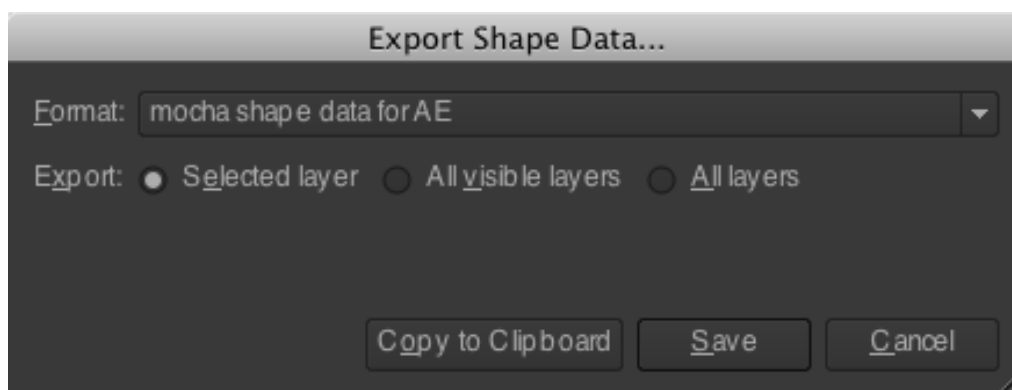 Export Shape Data...
Format: mocha shape data for AE
Export: Selected layer All visible layers All layers
Copy to Clipboard Save Cancel